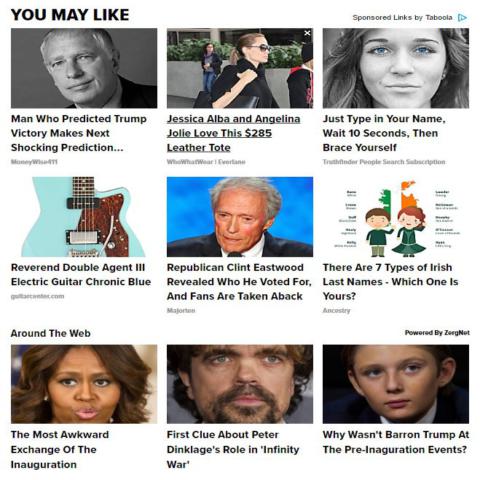 YOU MAY LIKE
Sponsored Links by Taboola
Man Who Predicted Trump
Victory Makes Next
Shocking Prediction...
MoneyWise411
Jessica Alba and Angelina
Jolie Love This $285
Leather Tote
WhoWhatWear | Everlane
Just Type in Your Name,
Wait 10 Seconds, Then
Brace Yourself
Truthfinder People Search Subscription
Reverend Double Agent III
Electric Guitar Chronic Blue
guitarcenter.com
Republican Clint Eastwood
Revealed Who He Voted For,
And Fans Are Taken Aback
Majorten
There Are 7 Types of Irish
Last Names - Which One Is
Yours?
Ancestry
Around The Web
Powered By ZergNet
The Most Awkward
Exchange Of The
Inauguration
First Clue About Peter
Dinklage's Role in 'Infinity
War'
Why Wasn't Barron Trump At
The Pre-Inaguration Events?